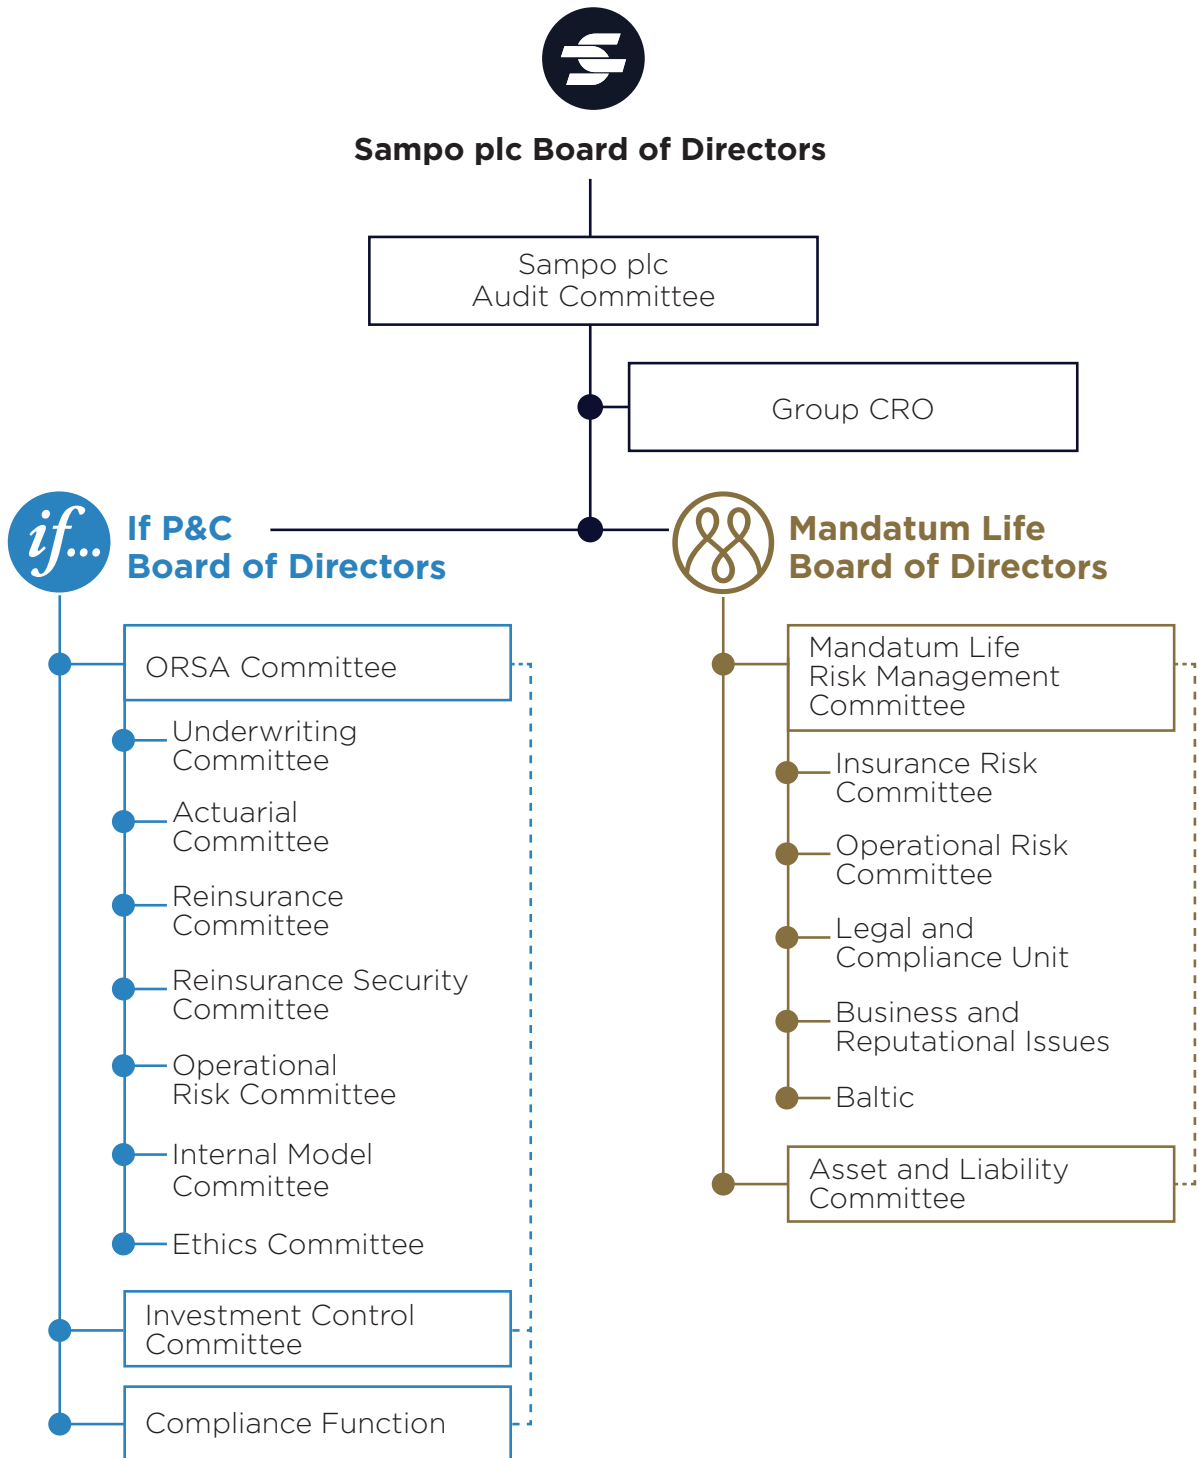 Sampo plc Board of Directors
Sampo plc
Audit Committee
Group CRO
if...
If P&C
Board of Directors
ORSA Committee
Underwriting
Committee
Actuarial
Committee
Reinsurance
Committee
Reinsurance Security
Committee
Operational
Risk Committee
Internal Model
Committee
Ethics Committee
Investment Control
Committee
Compliance Function
Mandatum Life
Board of Directors
Mandatum Life
Risk Management
Committee
Insurance Risk
Committee
Operational Risk
Committee
Legal and
Compliance Unit
Business and
Reputational Issues
Baltic
Asset and Liability
Committee